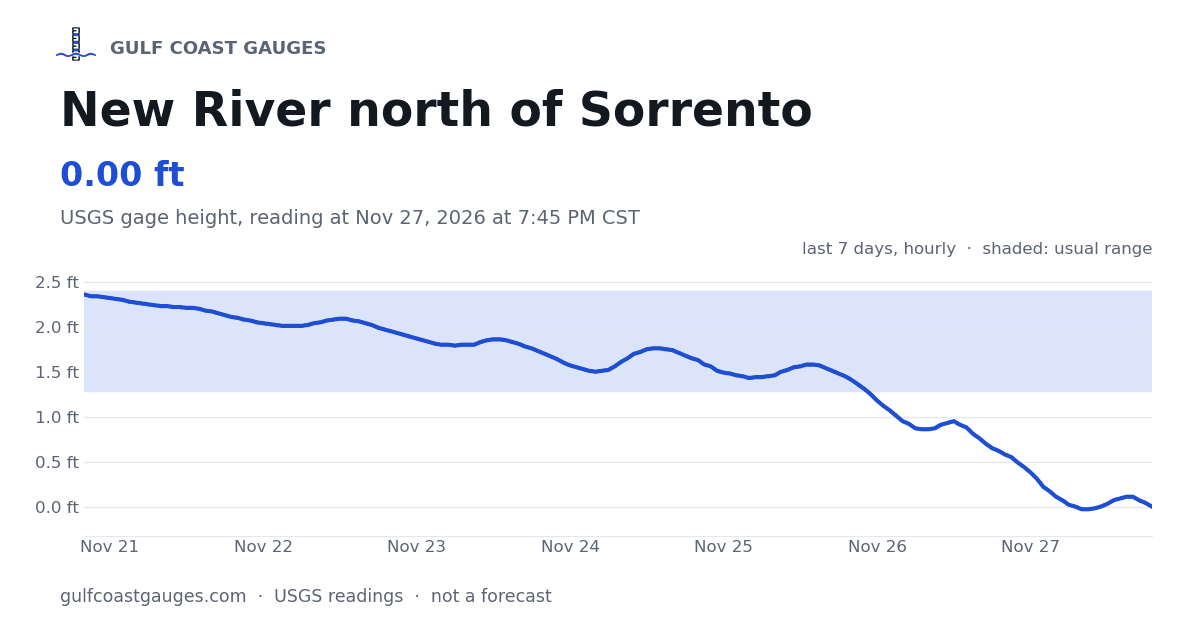 GULF COAST GAUGES
New River north of Sorrento
0.00 ft
USGS gage height, reading at Nov 27, 2026 at 7:45 PM CST
last 7 days, hourly · shaded: usual range
2.5 ft
2.0 ft
1.5 ft
1.0 ft
0.5 ft
0.0 ft
Nov 21 Nov 22 Nov 23 Nov 24 Nov 25 Nov 26 Nov 27
gulfcoastgauges.com · USGS readings · not a forecast